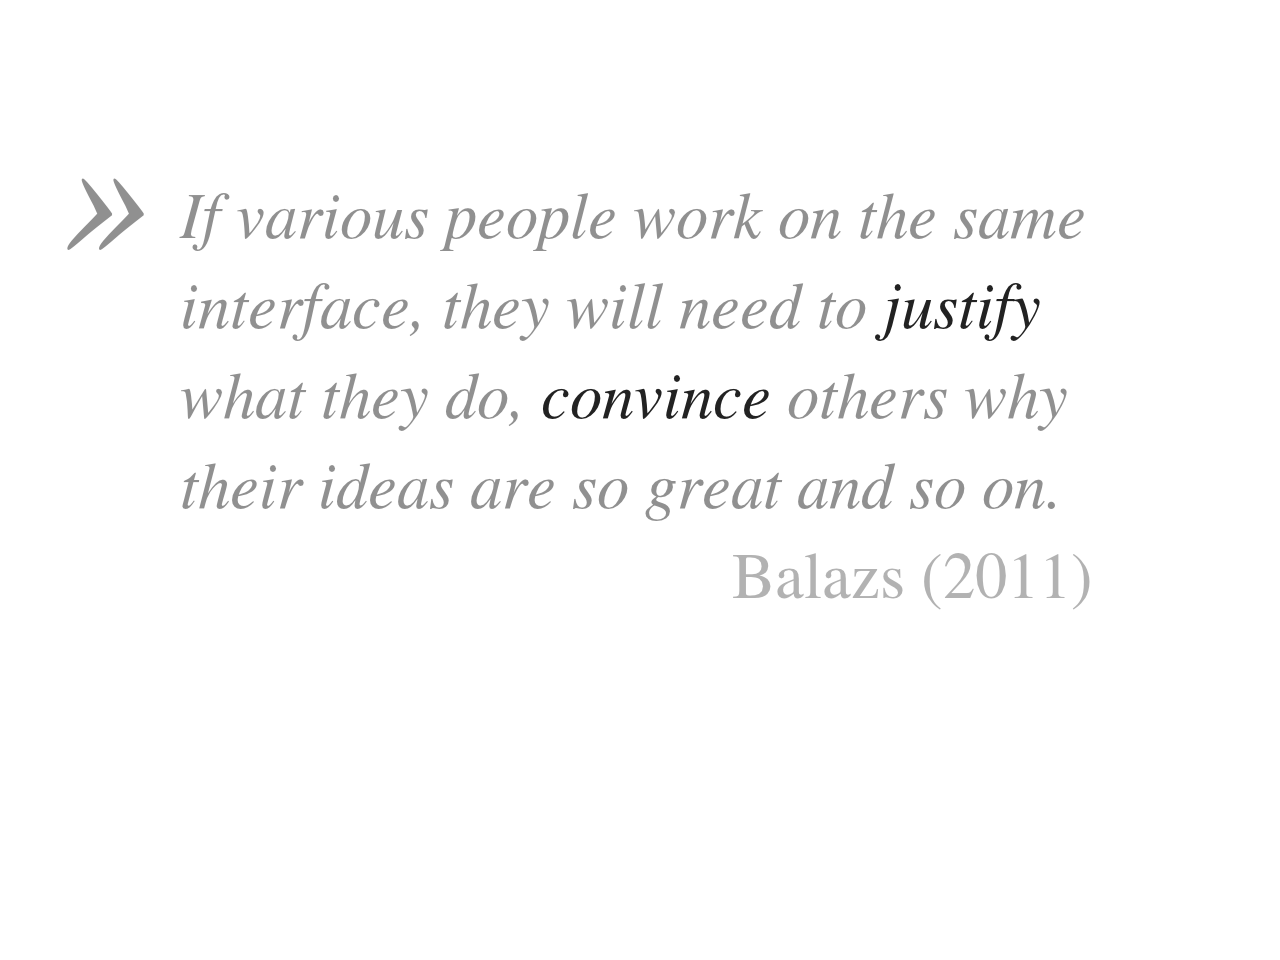 » If various people work on the same
interface, they will need to justify
what they do, convince others why
their ideas are so great and so on.
Balazs (2011)